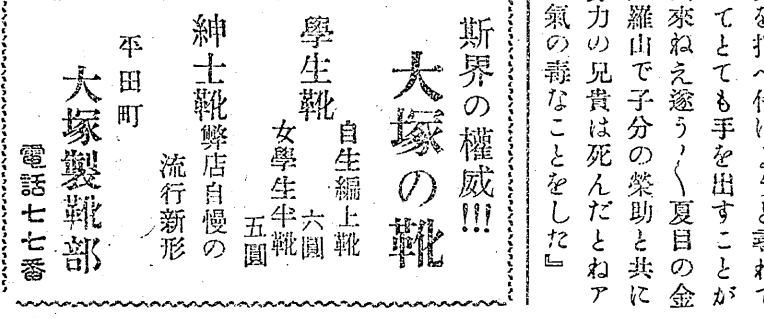 てとても手を出すことが
來ねえ遂う〳〵夏目の金
羅山で子分の榮助と共に
力の兄貴は死んだとねア
氣の毒なことをした』
斯界の權威!!!
大塚の靴
學生靴
自生編上靴
六圓
女學生半靴
五圓
紳士靴
弊店自慢の
流行新形
平田町
大塚製靴部
電話七七番